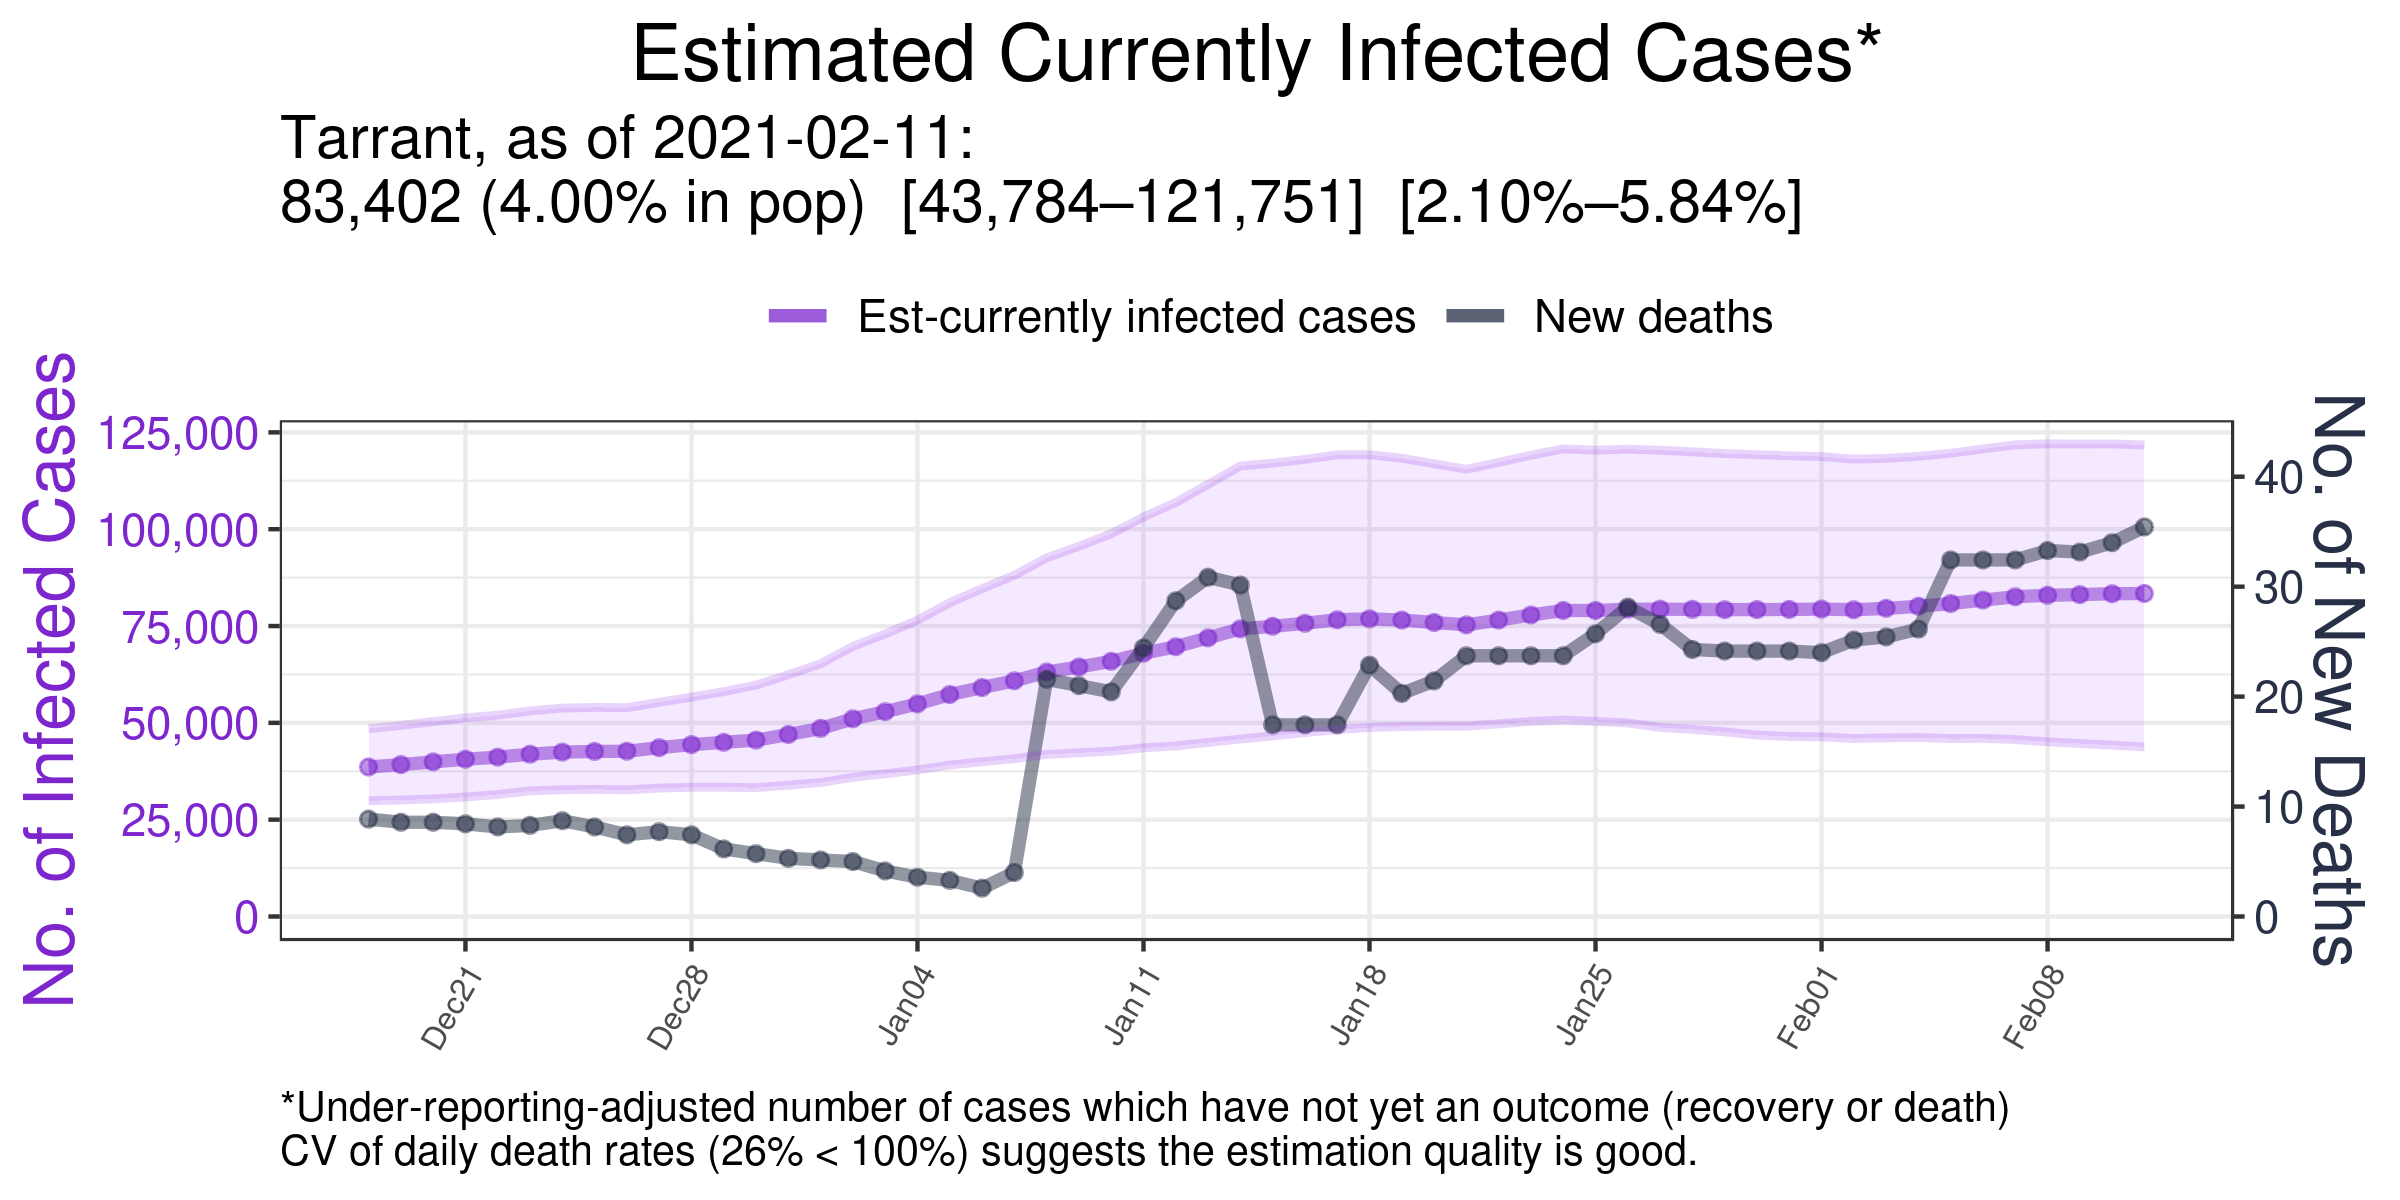 Estimated Currently Infected Cases*
Tarrant, as of 2021-02-11:
83,402 (4.00% in pop)  [43,784–121,751]  [2.10%–5.84%]
Est-currently infected cases
New deaths
No. of Infected Cases
125,000
100,000
75,000
50,000
25,000
0
40
30
20
10
0
No. of New Deaths
Dec21
Dec28
Jan04
Jan11
Jan18
Jan25
Feb01
Feb08
*Under-reporting-adjusted number of cases which have not yet an outcome (recovery or death)
CV of daily death rates (26% < 100%) suggests the estimation quality is good.